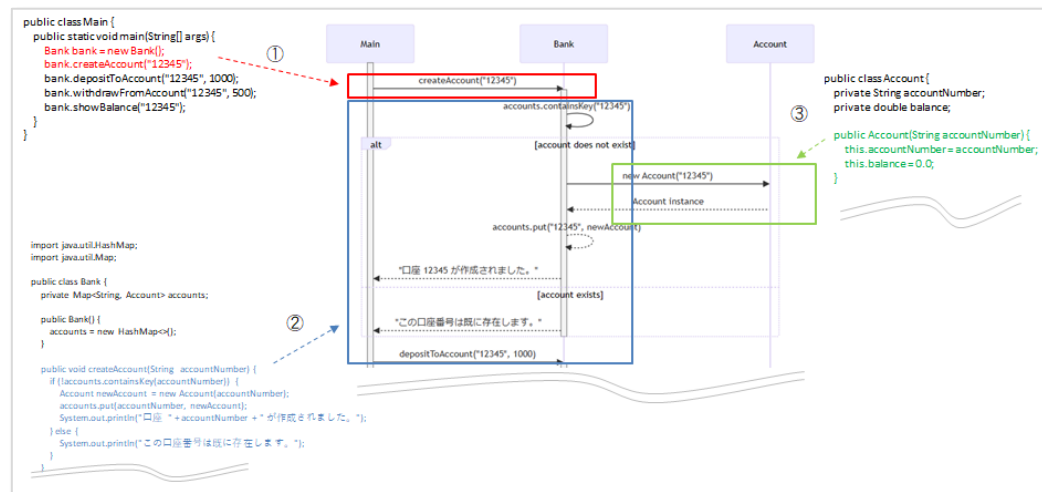 public class Main {
public static void main(String[] args) {
Bank bank = new Bank();
bank.createAccount("12345");
bank.depositToAccount("12345", 1000);
bank.withdrawFromAccount("12345", 500);
bank.showBalance("12345");
}
}
①
Main
Bank
Account
createAccount("12345")
accounts.containsKey("12345")
alt
[account does not exist]
new Account("12345")
Account instance
accounts.put("12345", newAccount)
"口座 12345 が作成されました。"
[account exists]
"この口座番号は既に存在します。"
depositToAccount("12345", 1000)
③
public class Account {
private String accountNumber;
private double balance;
public Account(String accountNumber) {
this.accountNumber = accountNumber;
this.balance = 0.0;
}
import java.util.HashMap;
import java.util.Map;
public class Bank {
private Map<String, Account> accounts;
public Bank() {
accounts = new HashMap<>();
}
②
public void createAccount(String accountNumber) {
if (!accounts.containsKey(accountNumber)) {
Account newAccount = new Account(accountNumber);
accounts.put(accountNumber, newAccount);
System.out.println("口座 " + accountNumber + " が作成されました。");
} else {
System.out.println("この口座番号は既に存在します。");
}
}